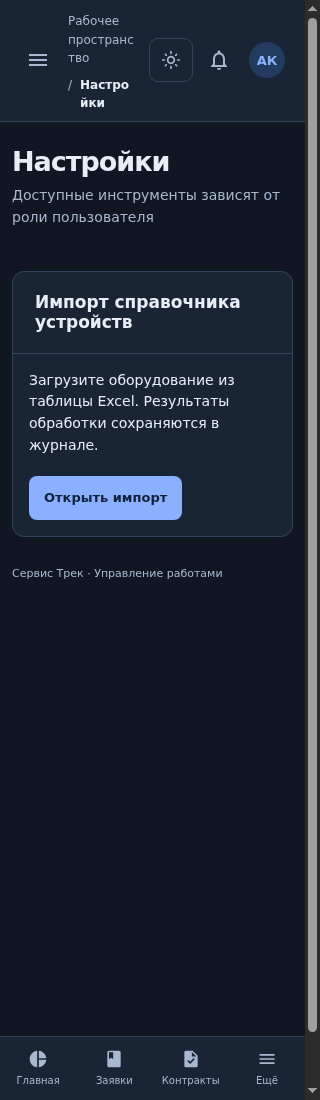 Рабочее
пространс
тво
/ Настро
йки
АК
Настройки
Доступные инструменты зависят от
роли пользователя
Импорт справочника
устройств
Загрузите оборудование из
таблицы Excel. Результаты
обработки сохраняются в
журнале.
Открыть импорт
Сервис Трек · Управление работами
Главная
Заявки
Контракты
Ещё